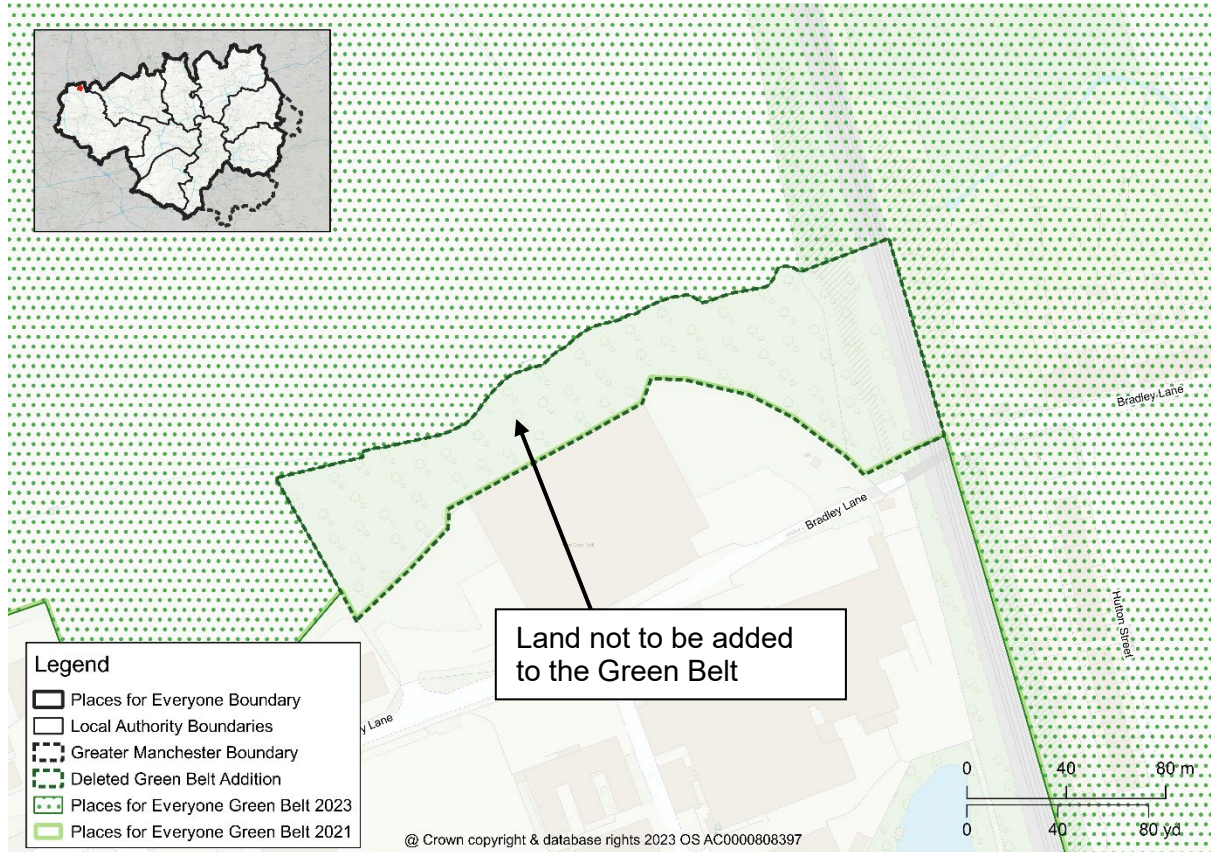 Bradley Lane
Bradley Lane
Hutton Street
Land not to be added
to the Green Belt
Lane
Legend
Places for Everyone Boundary
Local Authority Boundaries
Greater Manchester Boundary
Deleted Green Belt Addition
Places for Everyone Green Belt 2023
Places for Everyone Green Belt 2021
0 40 80 m
0 40 80 yd
@ Crown copyright & database rights 2023 OS AC0000808397